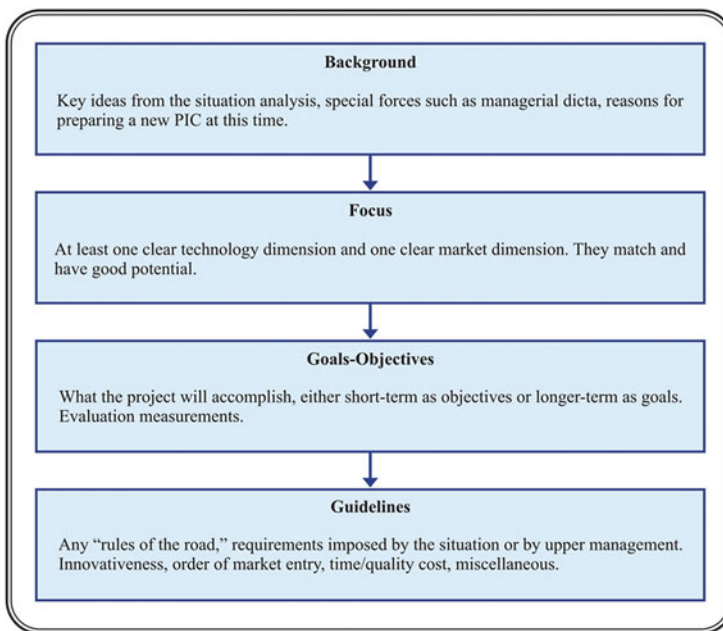 Background
Key ideas from the situation analysis, special forces such as managerial dicta, reasons for
preparing a new PIC at this time.
Focus
At least one clear technology dimension and one clear market dimension. They match and
have good potential.
Goals-Objectives
What the project will accomplish, either short-term as objectives or longer-term as goals.
Evaluation measurements.
Guidelines
Any “rules of the road,” requirements imposed by the situation or by upper management.
Innovativeness, order of market entry, time/quality cost, miscellaneous.